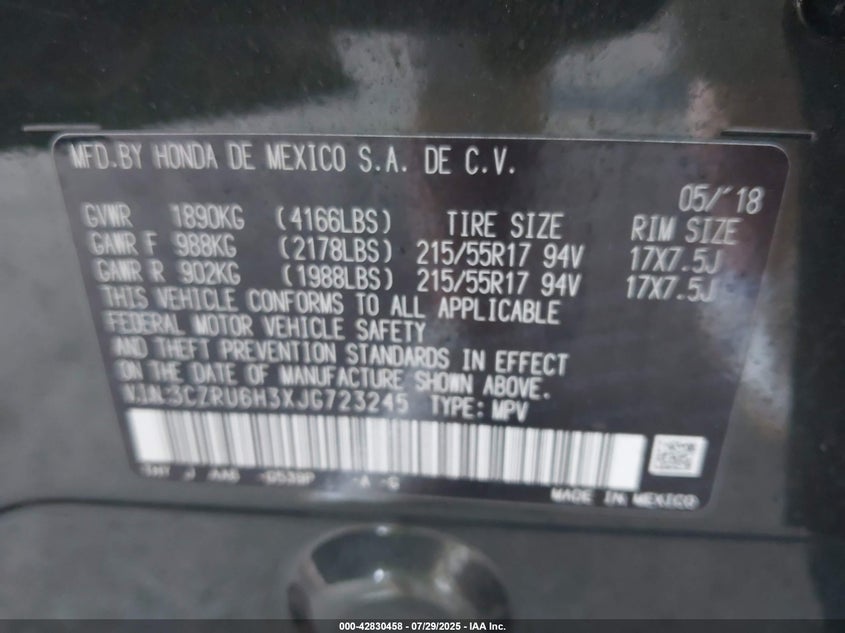 MFD.BY HONDA DE MEXICO S.A. DE C.V.
05/'18
GVWR 1890KG (4166LBS) TIRE SIZE RIM SIZE
GAWR F 988KG (2178LBS) 215/55R17 94V 17X7.5J
GAWR R 902KG (1988LBS) 215/55R17 94V 17X7.5J
THIS VEHICLE CONFORMS TO ALL APPLICABLE
FEDERAL MOTOR VEHICLE SAFETY
AND THEFT PREVENTION STANDARDS IN EFFECT
ON THE DATE OF MANUFACTURE SHOWN ABOVE.
V.I.N.:3CZRU6H3XJG723245 TYPE: MPV
MADE IN MEXICO
000-42830458 - 07/29/2025 - IAA Inc.